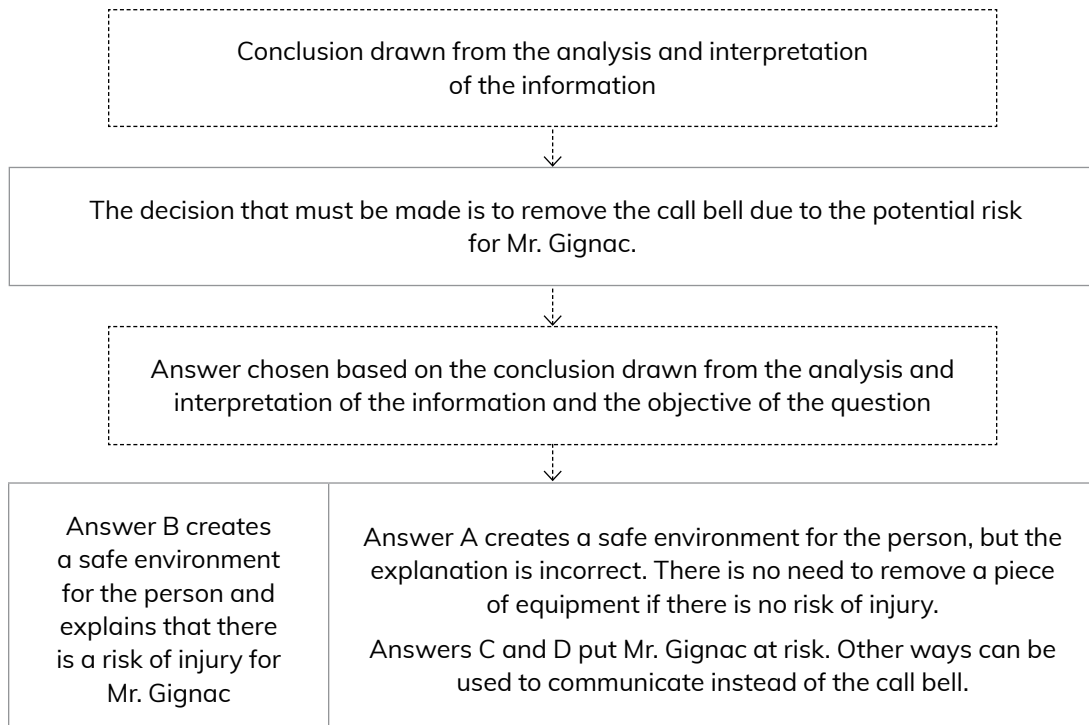 Conclusion drawn from the analysis and interpretation
of the information
The decision that must be made is to remove the call bell due to the potential risk
for Mr. Gignac.
Answer chosen based on the conclusion drawn from the analysis and
interpretation of the information and the objective of the question
Answer B creates
a safe environment
for the person and
explains that there
is a risk of injury for
Mr. Gignac
Answer A creates a safe environment for the person, but the
explanation is incorrect. There is no need to remove a piece
of equipment if there is no risk of injury.
Answers C and D put Mr. Gignac at risk. Other ways can be
used to communicate instead of the call bell.